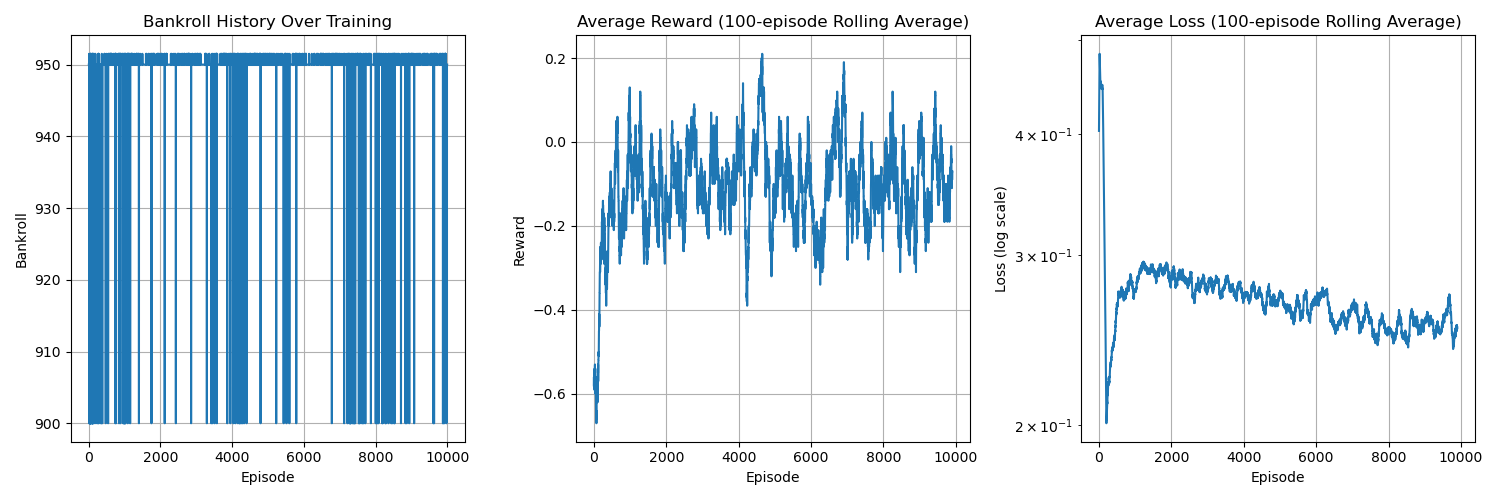 Bankroll History Over Training
Bankroll
950
940
930
920
910
900
0 2000 4000 6000 8000 10000
Episode
Average Reward (100-episode Rolling Average)
Reward
0.2
0.0
−0.2
−0.4
−0.6
0 2000 4000 6000 8000 10000
Episode
Average Loss (100-episode Rolling Average)
Loss (log scale)
4 × 10⁻¹
3 × 10⁻¹
2 × 10⁻¹
0 2000 4000 6000 8000 10000
Episode